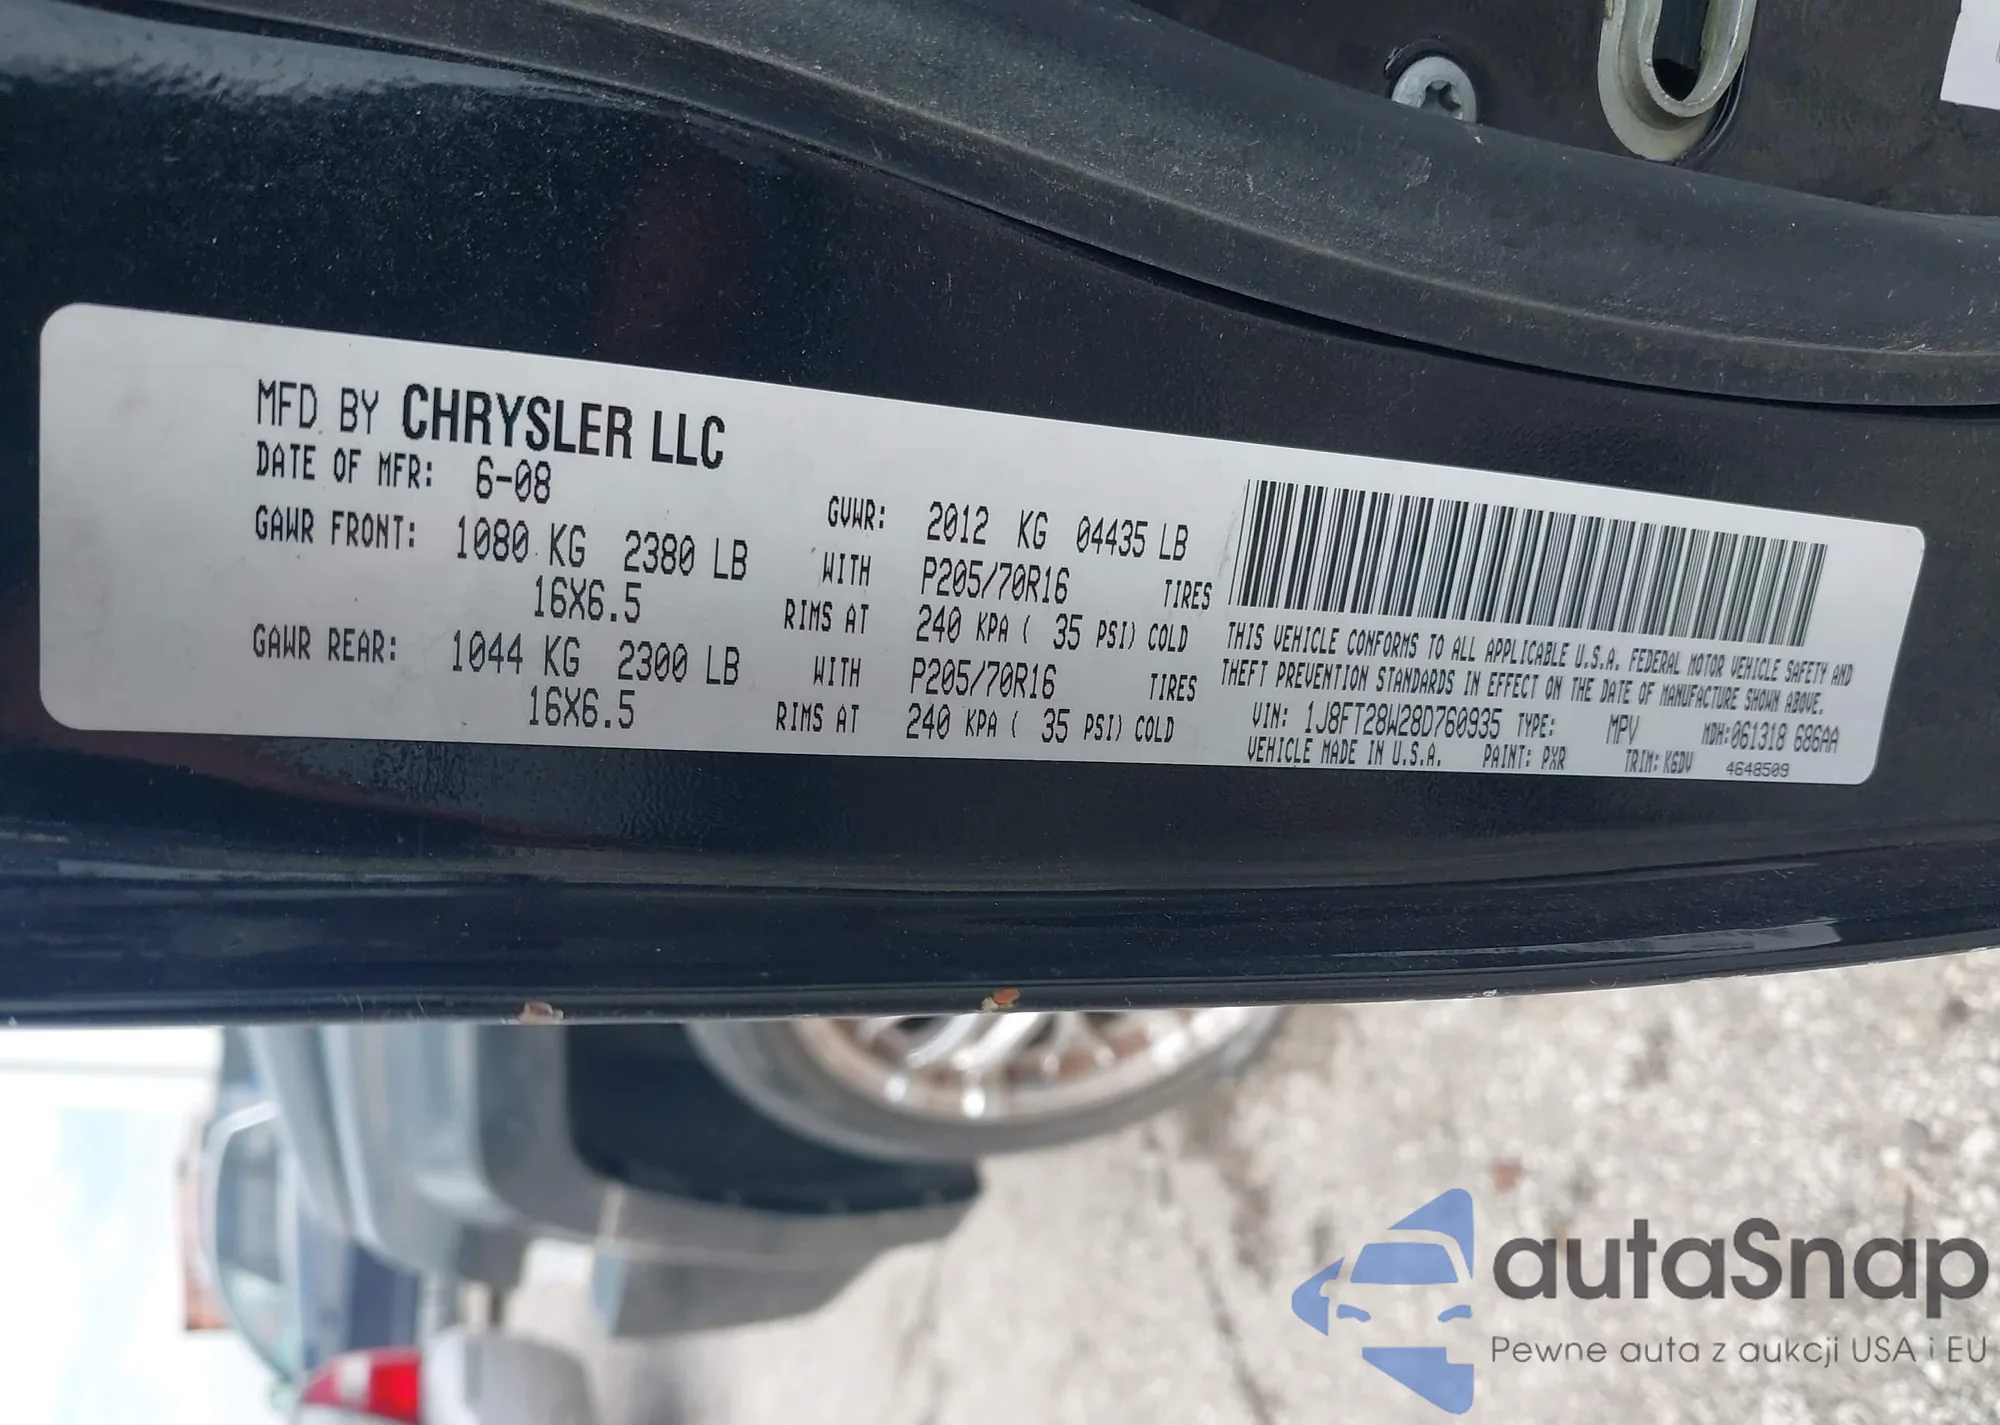 MFD BY CHRYSLER LLC
DATE OF MFR: 6-08
GVWR: 2012 KG 04435 LB
GAWR FRONT: 1080 KG 2380 LB WITH P205/70R16 TIRES
16X6.5 RIMS AT 240 KPA ( 35 PSI) COLD
GAWR REAR: 1044 KG 2300 LB WITH P205/70R16 TIRES
16X6.5 RIMS AT 240 KPA ( 35 PSI) COLD
THIS VEHICLE CONFORMS TO ALL APPLICABLE U.S.A. FEDERAL MOTOR VEHICLE SAFETY AND
THEFT PREVENTION STANDARDS IN EFFECT ON THE DATE OF MANUFACTURE SHOWN ABOVE.
VIN: 1J8FT28W28D760935 TYPE: MPV MDH:061318 686AA
VEHICLE MADE IN U.S.A. PAINT: PXR TRIM: K6DV 4648509
autaSnap
Pewne auta z aukcji USA i EU